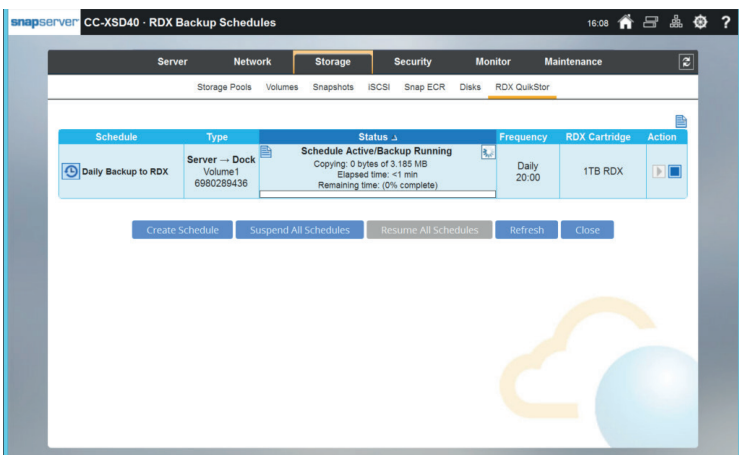 snapserver™ CC-XSD40 · RDX Backup Schedules 16:08 ?
Server Network Storage Security Monitor Maintenance
Storage Pools Volumes Snapshots iSCSI Snap ECR Disks RDX QuikStor
Schedule Type Status Frequency RDX Cartridge Action
Daily Backup to RDX
Server → Dock
Volume1
6980289436
Schedule Active/Backup Running
Copying: 0 bytes of 3.185 MB
Elapsed time: <1 min
Remaining time: (0% complete)
Daily
20:00
1TB RDX
Create Schedule Suspend All Schedules Resume All Schedules Refresh Close